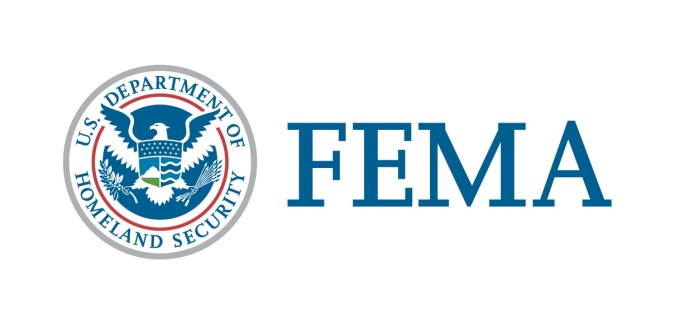 U.S. DEPARTMENT OF
HOMELAND SECURITY
FEMA